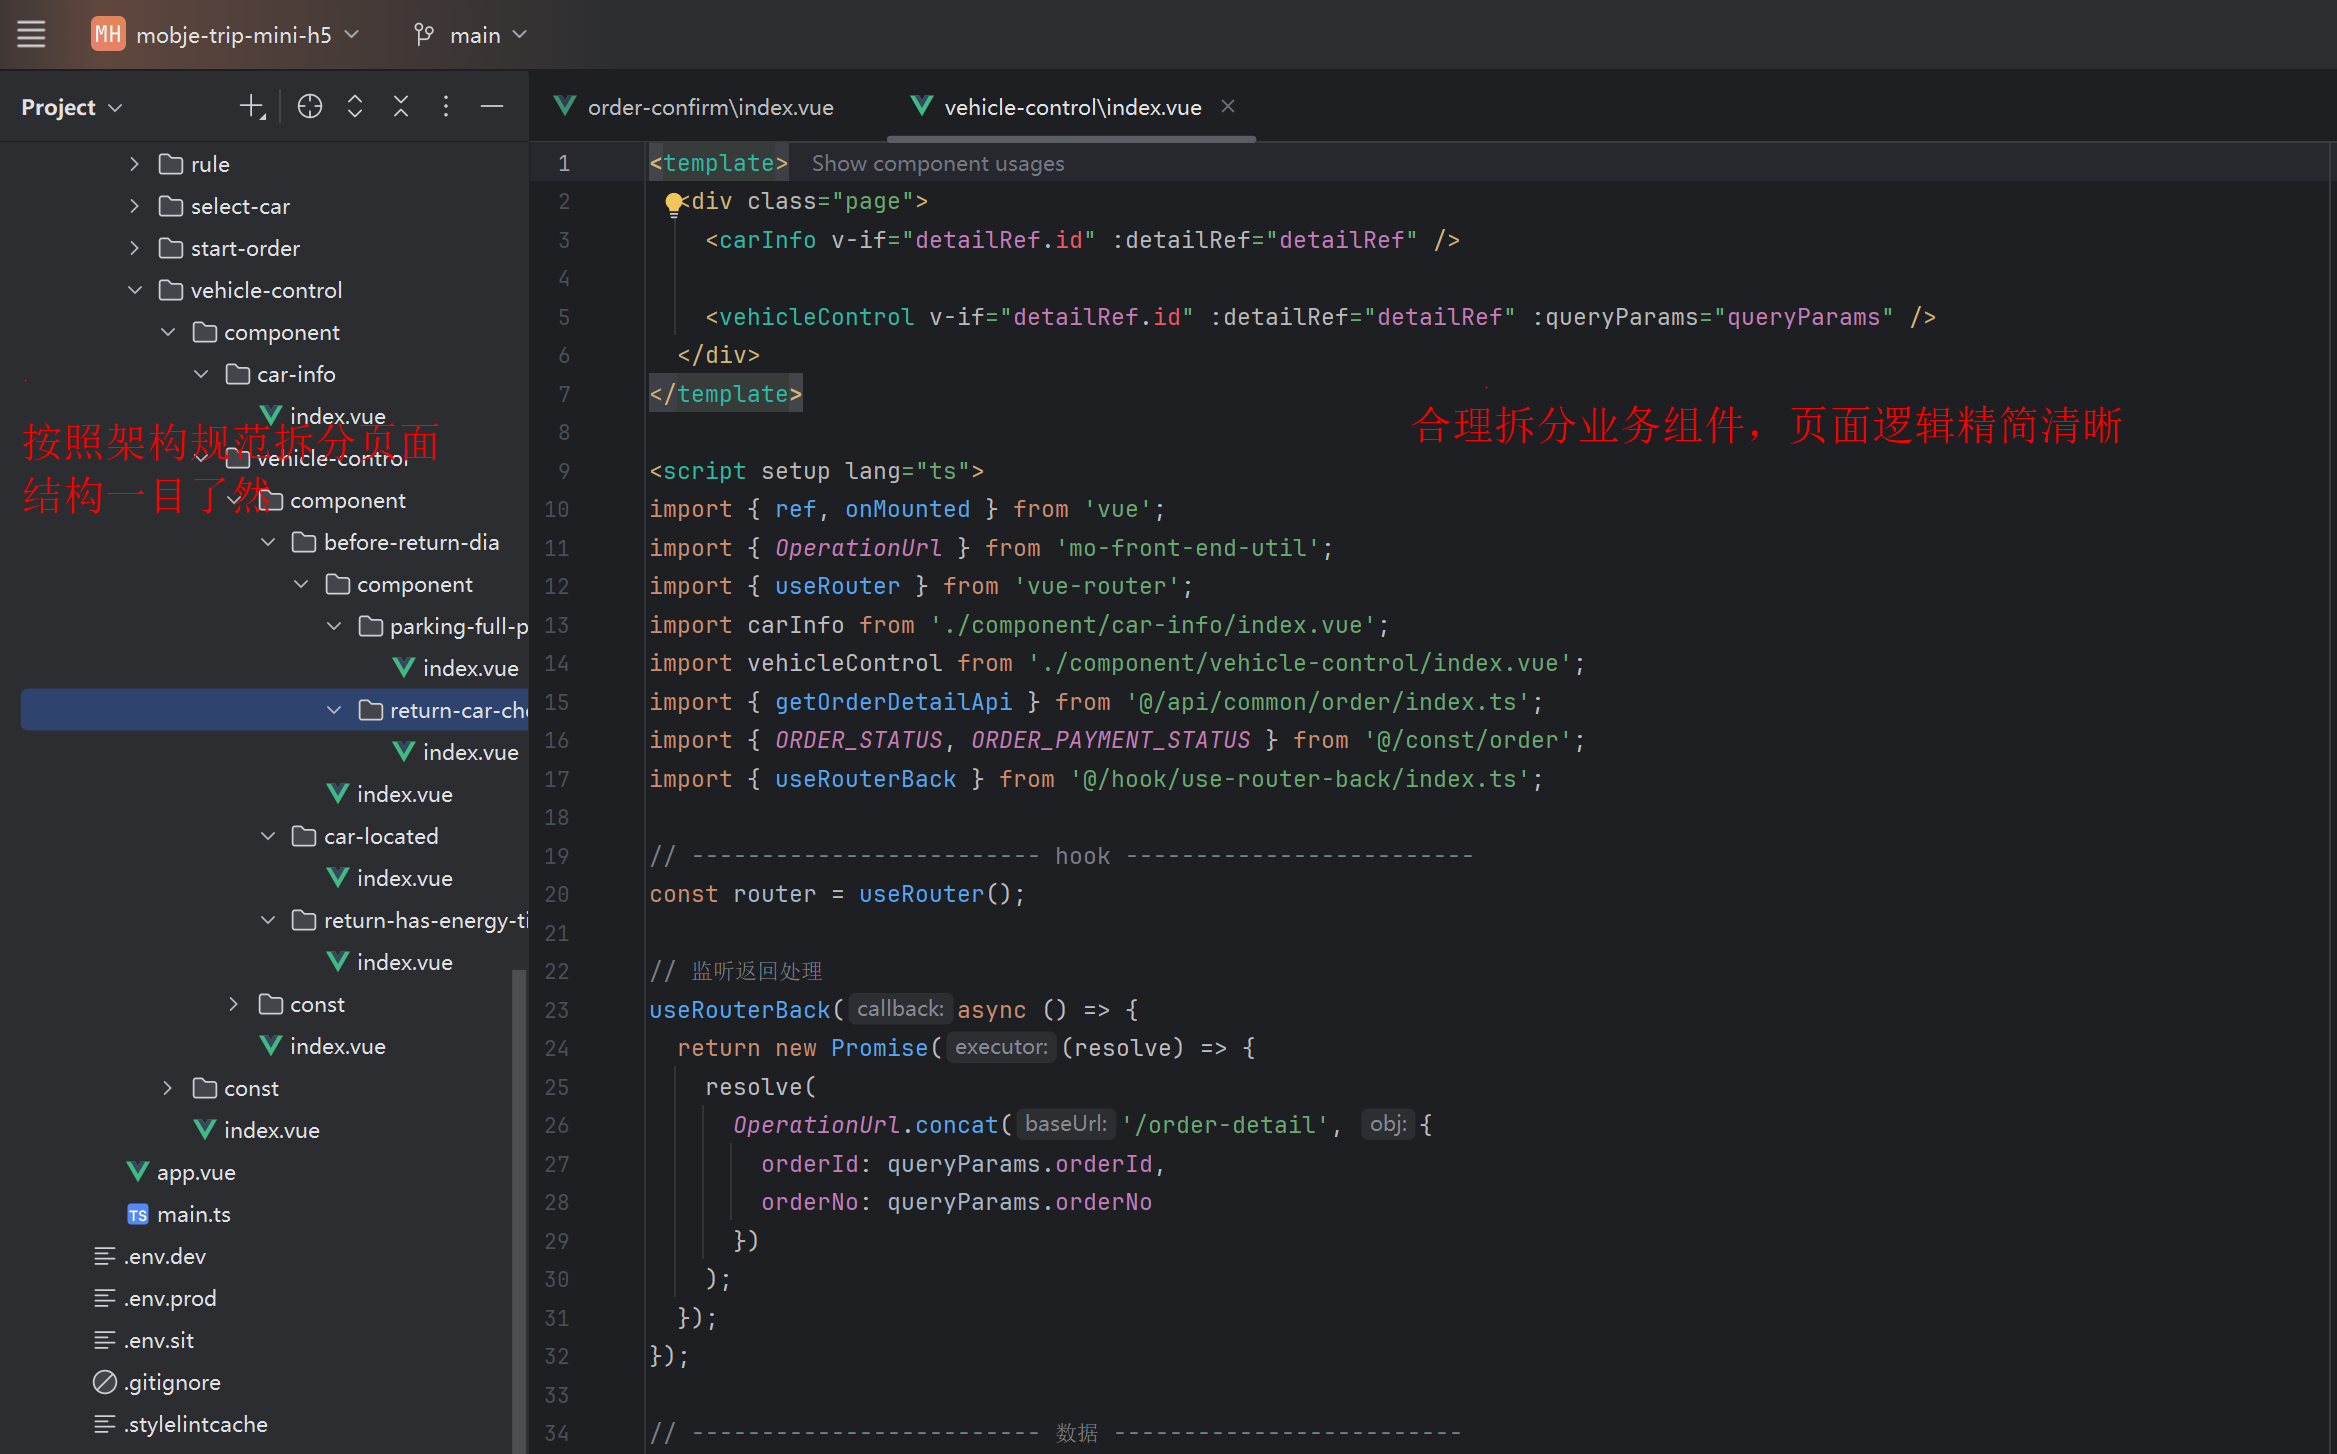 MH mobje-trip-mini-h5 main
Project
order-confirm\index.vue vehicle-control\index.vue
rule
select-car
start-order
vehicle-control
component
car-info
index.vue
按照架构规范拆分页面
vehicle-control
结构一目了然
component
before-return-dia
component
parking-full-p
index.vue
return-car-che
index.vue
index.vue
car-located
index.vue
return-has-energy-ti
index.vue
const
index.vue
const
index.vue
app.vue
TS main.ts
.env.dev
.env.prod
.env.sit
.gitignore
.stylelintcache
1 <template> Show component usages
2 <div class="page">
3 <carInfo v-if="detailRef.id" :detailRef="detailRef" />
4
5 <vehicleControl v-if="detailRef.id" :detailRef="detailRef" :queryParams="queryParams" />
6 </div>
7 </template>
合理拆分业务组件，页面逻辑精简清晰
8
9 <script setup lang="ts">
10 import { ref, onMounted } from 'vue';
11 import { OperationUrl } from 'mo-front-end-util';
12 import { useRouter } from 'vue-router';
13 import carInfo from './component/car-info/index.vue';
14 import vehicleControl from './component/vehicle-control/index.vue';
15 import { getOrderDetailApi } from '@/api/common/order/index.ts';
16 import { ORDER_STATUS, ORDER_PAYMENT_STATUS } from '@/const/order';
17 import { useRouterBack } from '@/hook/use-router-back/index.ts';
18
19 // ------------------------- hook -------------------------
20 const router = useRouter();
21
22 // 监听返回处理
23 useRouterBack( callback: async () => {
24 return new Promise( executor: (resolve) => {
25 resolve(
26 OperationUrl.concat( baseUrl: '/order-detail', obj: {
27 orderId: queryParams.orderId,
28 orderNo: queryParams.orderNo
29 })
30 );
31 });
32 });
33
34 // ------------------------- 数据 -------------------------